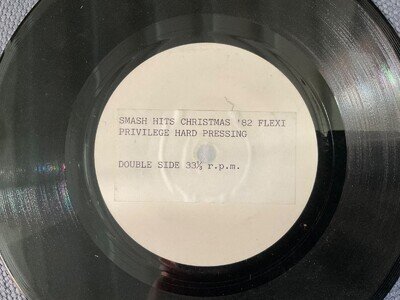 SMASH HITS CHRISTMAS '82 FLEXI
PRIVILEGE HARD PRESSING
DOUBLE SIDE 33⅓ r.p.m.